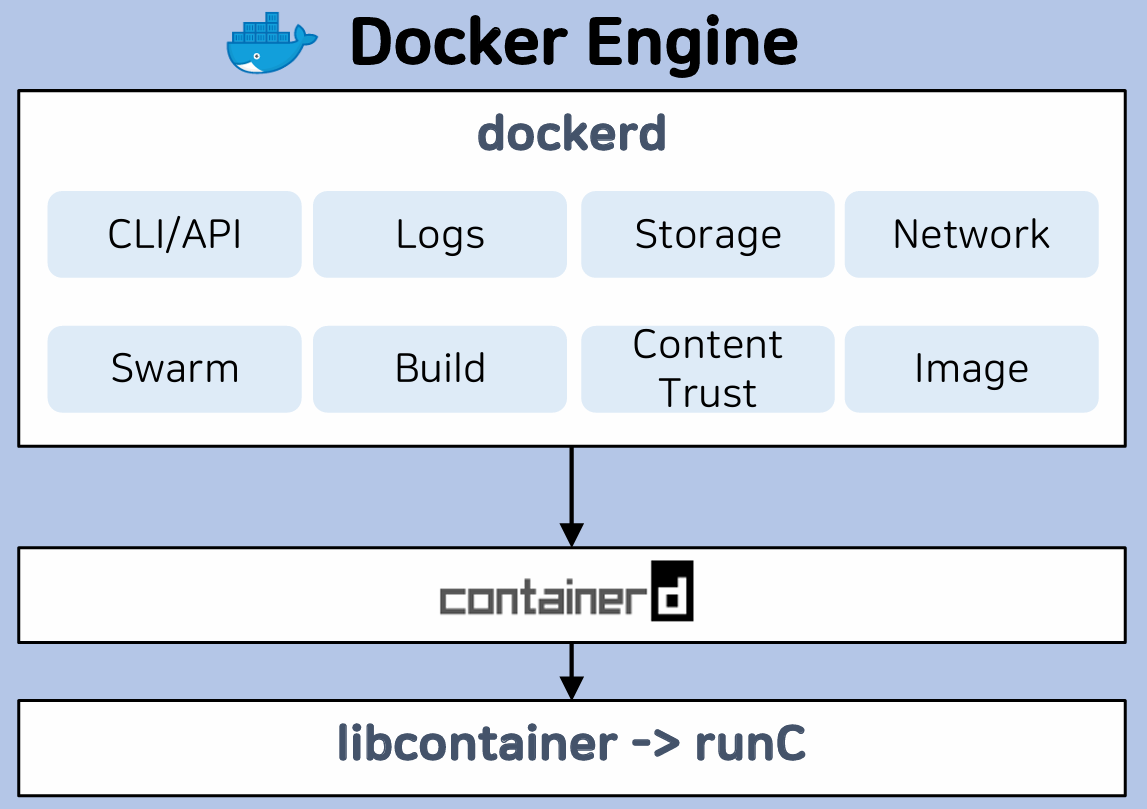 Docker Engine
dockerd
CLI/API
Logs
Storage
Network
Swarm
Build
Content
Trust
Image
containerd
libcontainer -> runC